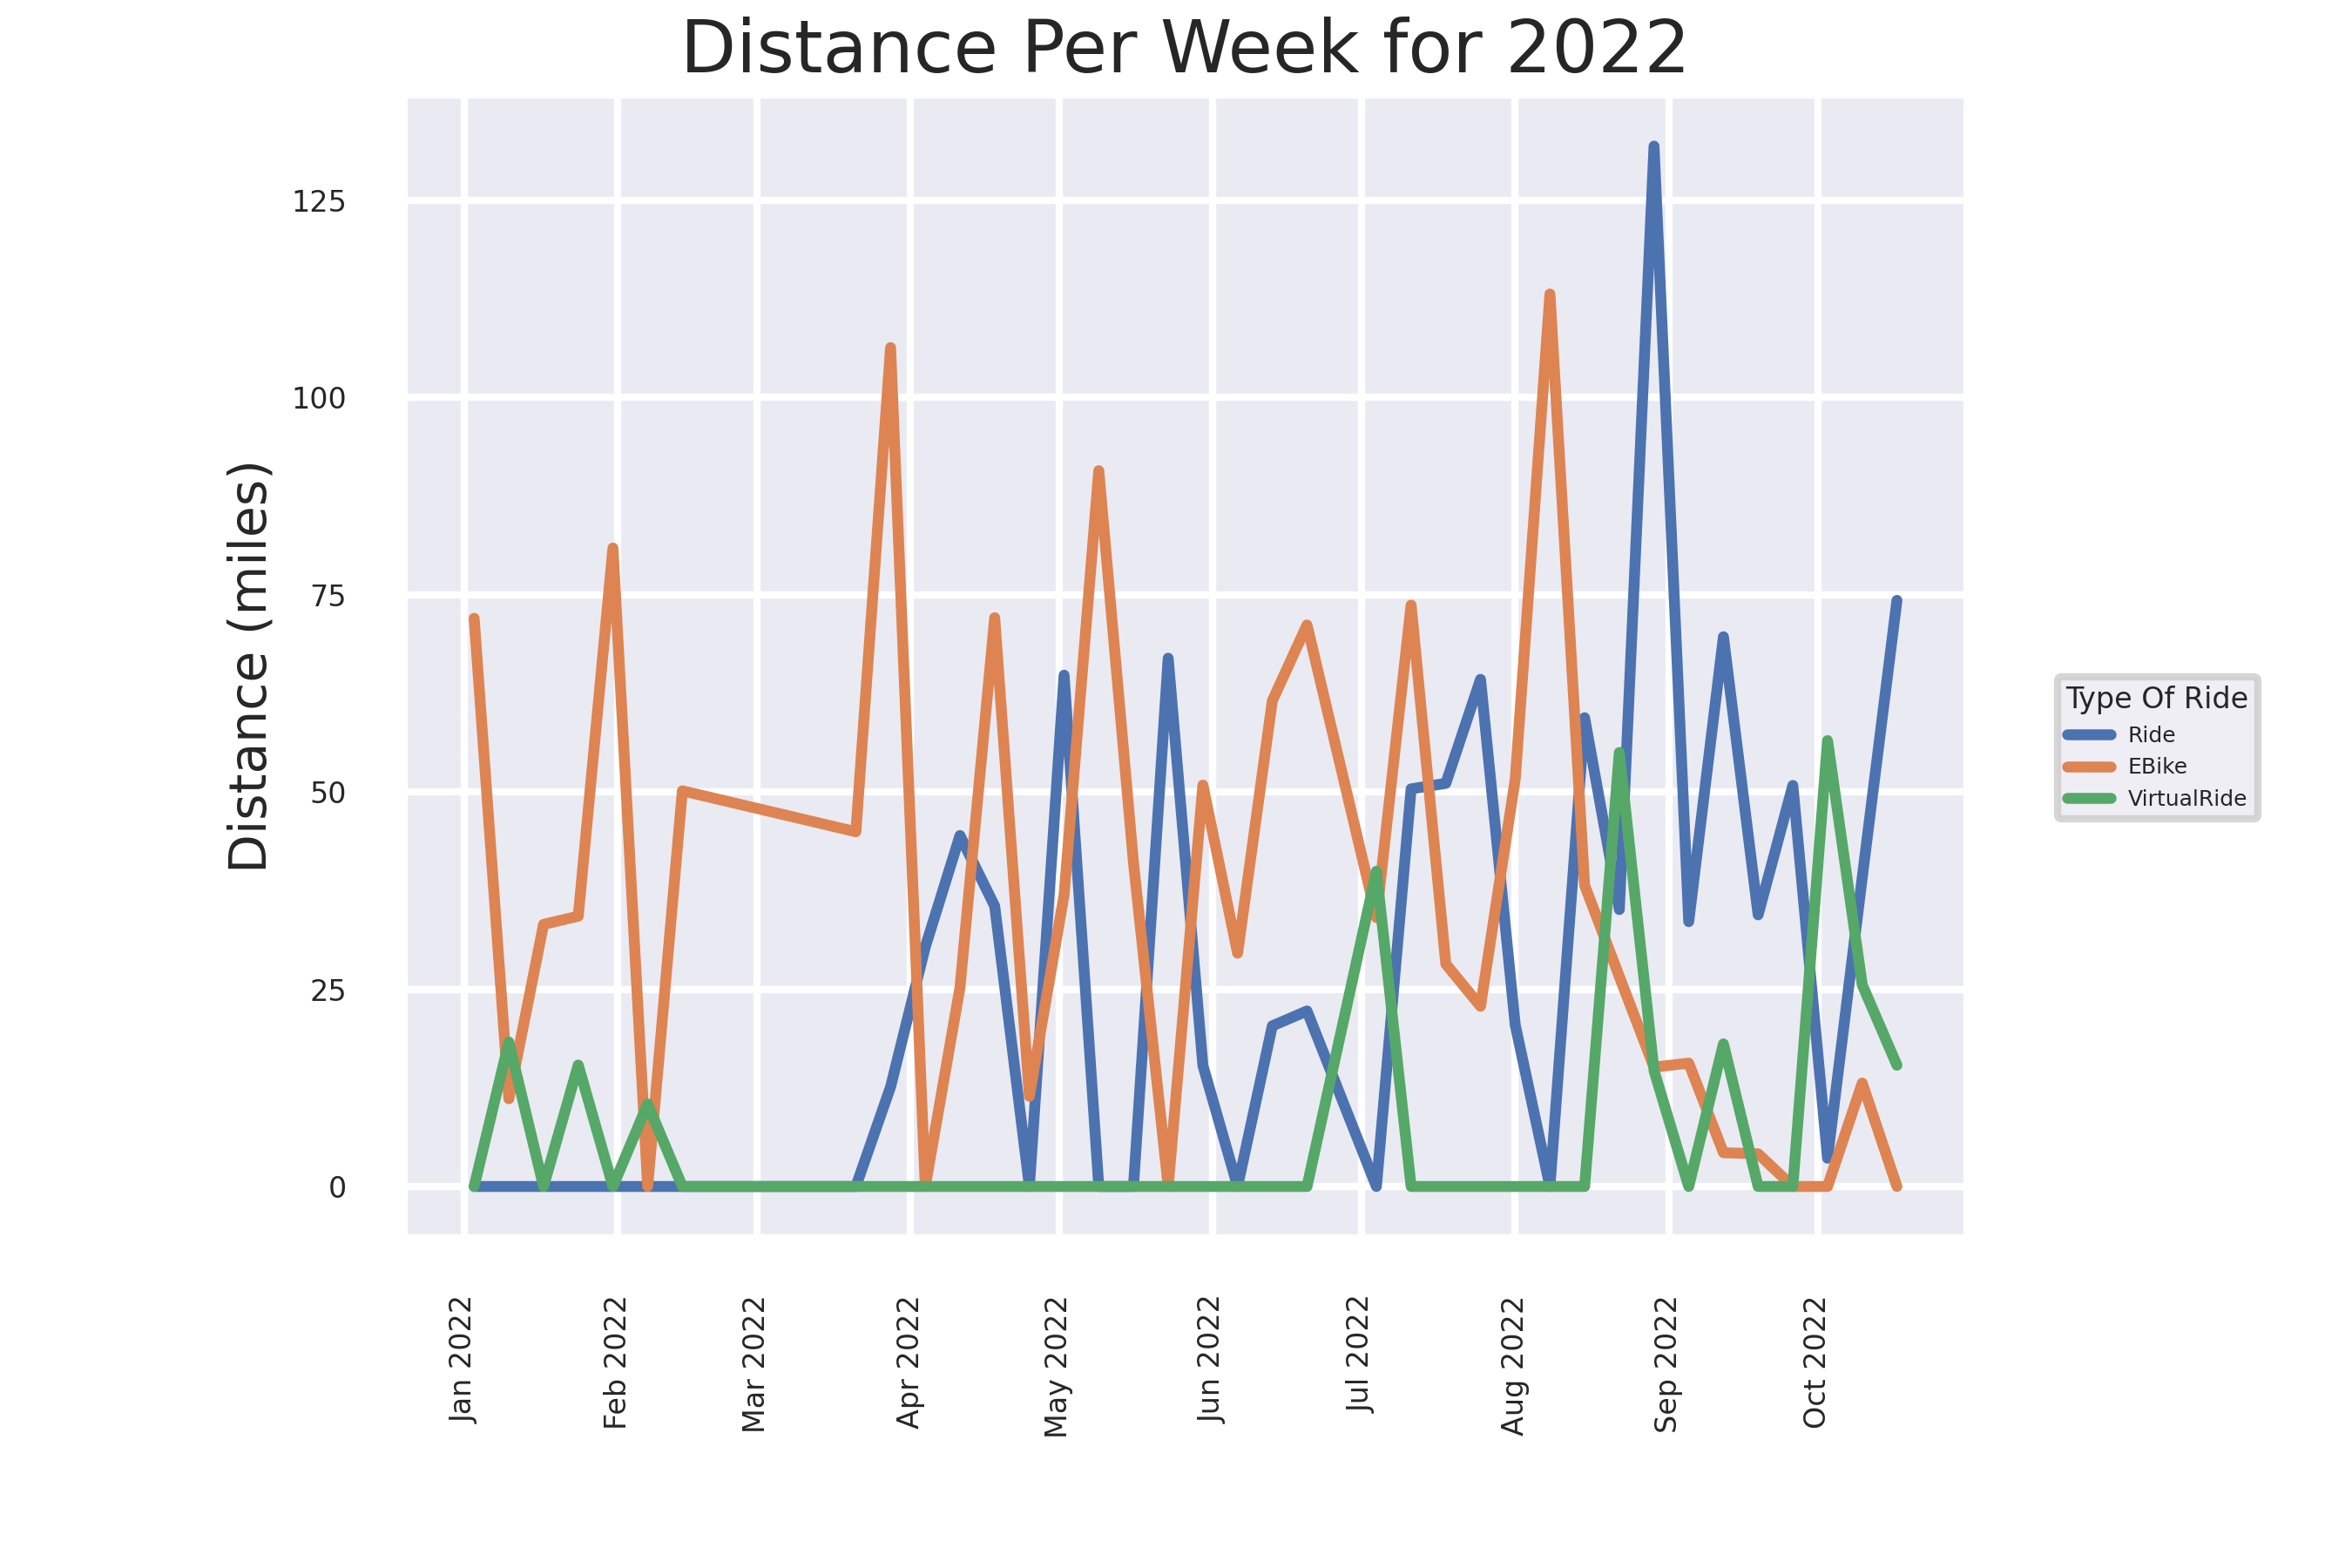 Distance Per Week for 2022
Distance (miles)
125
100
75
50
25
0
Jan 2022
Feb 2022
Mar 2022
Apr 2022
May 2022
Jun 2022
Jul 2022
Aug 2022
Sep 2022
Oct 2022
Type Of Ride
Ride
EBike
VirtualRide